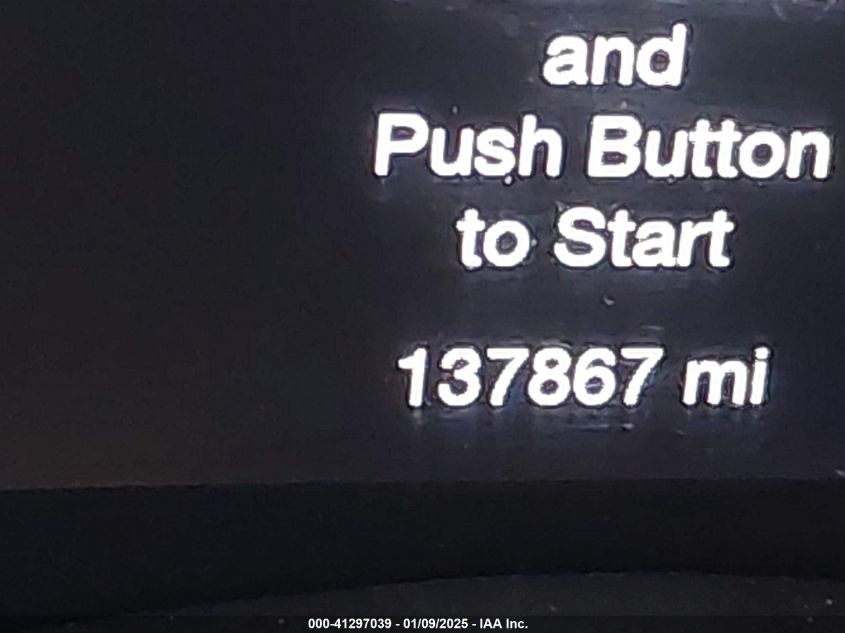 and
Push Button
to Start
137867 mi
000-41297039 - 01/09/2025 - IAA Inc.